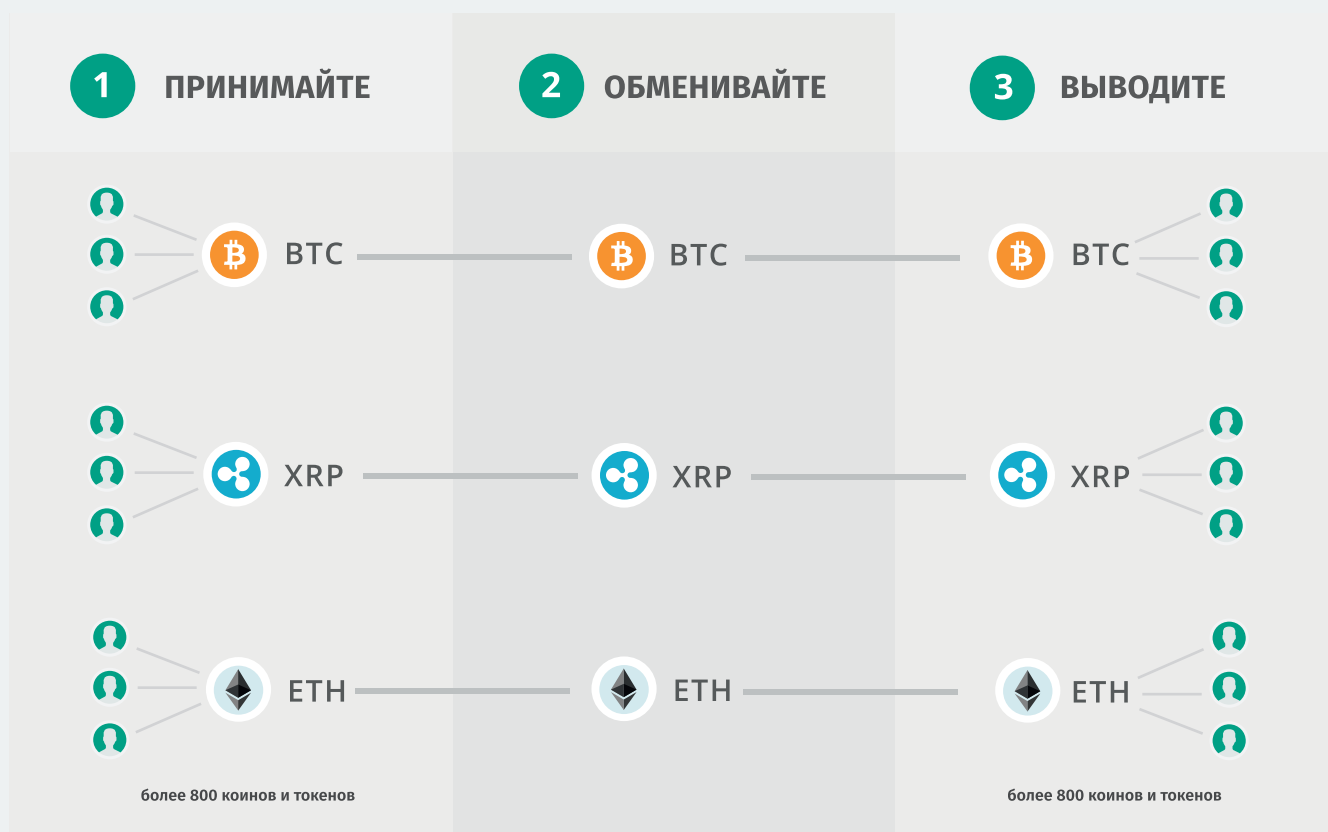 1 ПРИНИМАЙТЕ
2 ОБМЕНИВАЙТЕ
3 ВЫВОДИТЕ
BTC BTC BTC
XRP XRP XRP
ETH ETH ETH
более 800 коинов и токенов
более 800 коинов и токенов